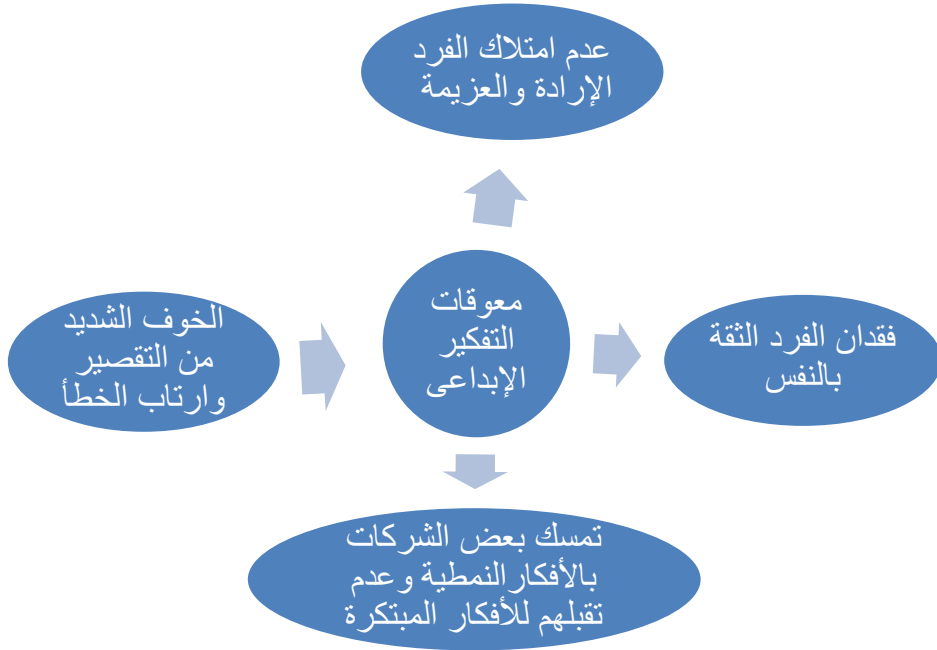 عدم امتلاك الفرد
الإرادة والعزيمة
معوقات
التفكير
الإبداعى
فقدان الفرد الثقة
بالنفس
الخوف الشديد
من التقصير
وارتاب الخطأ
تمسك بعض الشركات
بالأفكار النمطية وعدم
تقبلهم للأفكار المبتكرة